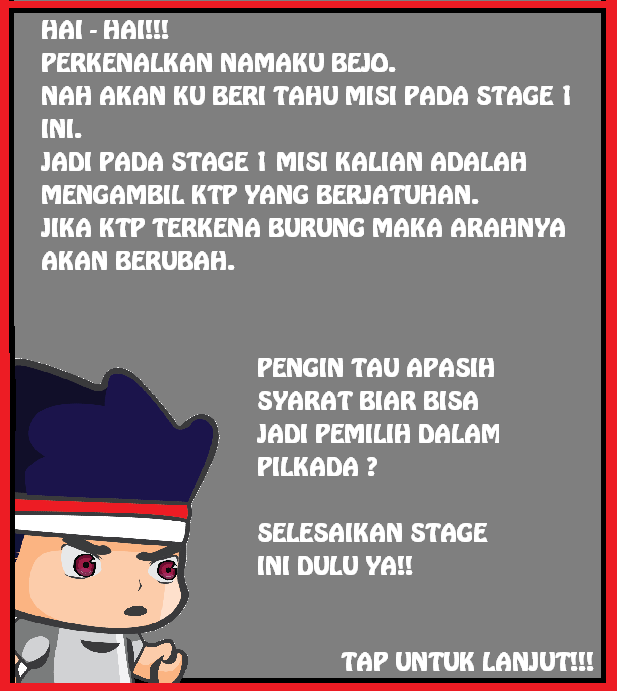 HAI - HAI!!!
PERKENALKAN NAMAKU BEJO.
NAH AKAN KU BERI TAHU MISI PADA STAGE 1
INI.
JADI PADA STAGE 1 MISI KALIAN ADALAH
MENGAMBIL KTP YANG BERJATUHAN.
JIKA KTP TERKENA BURUNG MAKA ARAHNYA
AKAN BERUBAH.
PENGIN TAU APASIH
SYARAT BIAR BISA
JADI PEMILIH DALAM
PILKADA ?
SELESAIKAN STAGE
INI DULU YA!!
TAP UNTUK LANJUT!!!